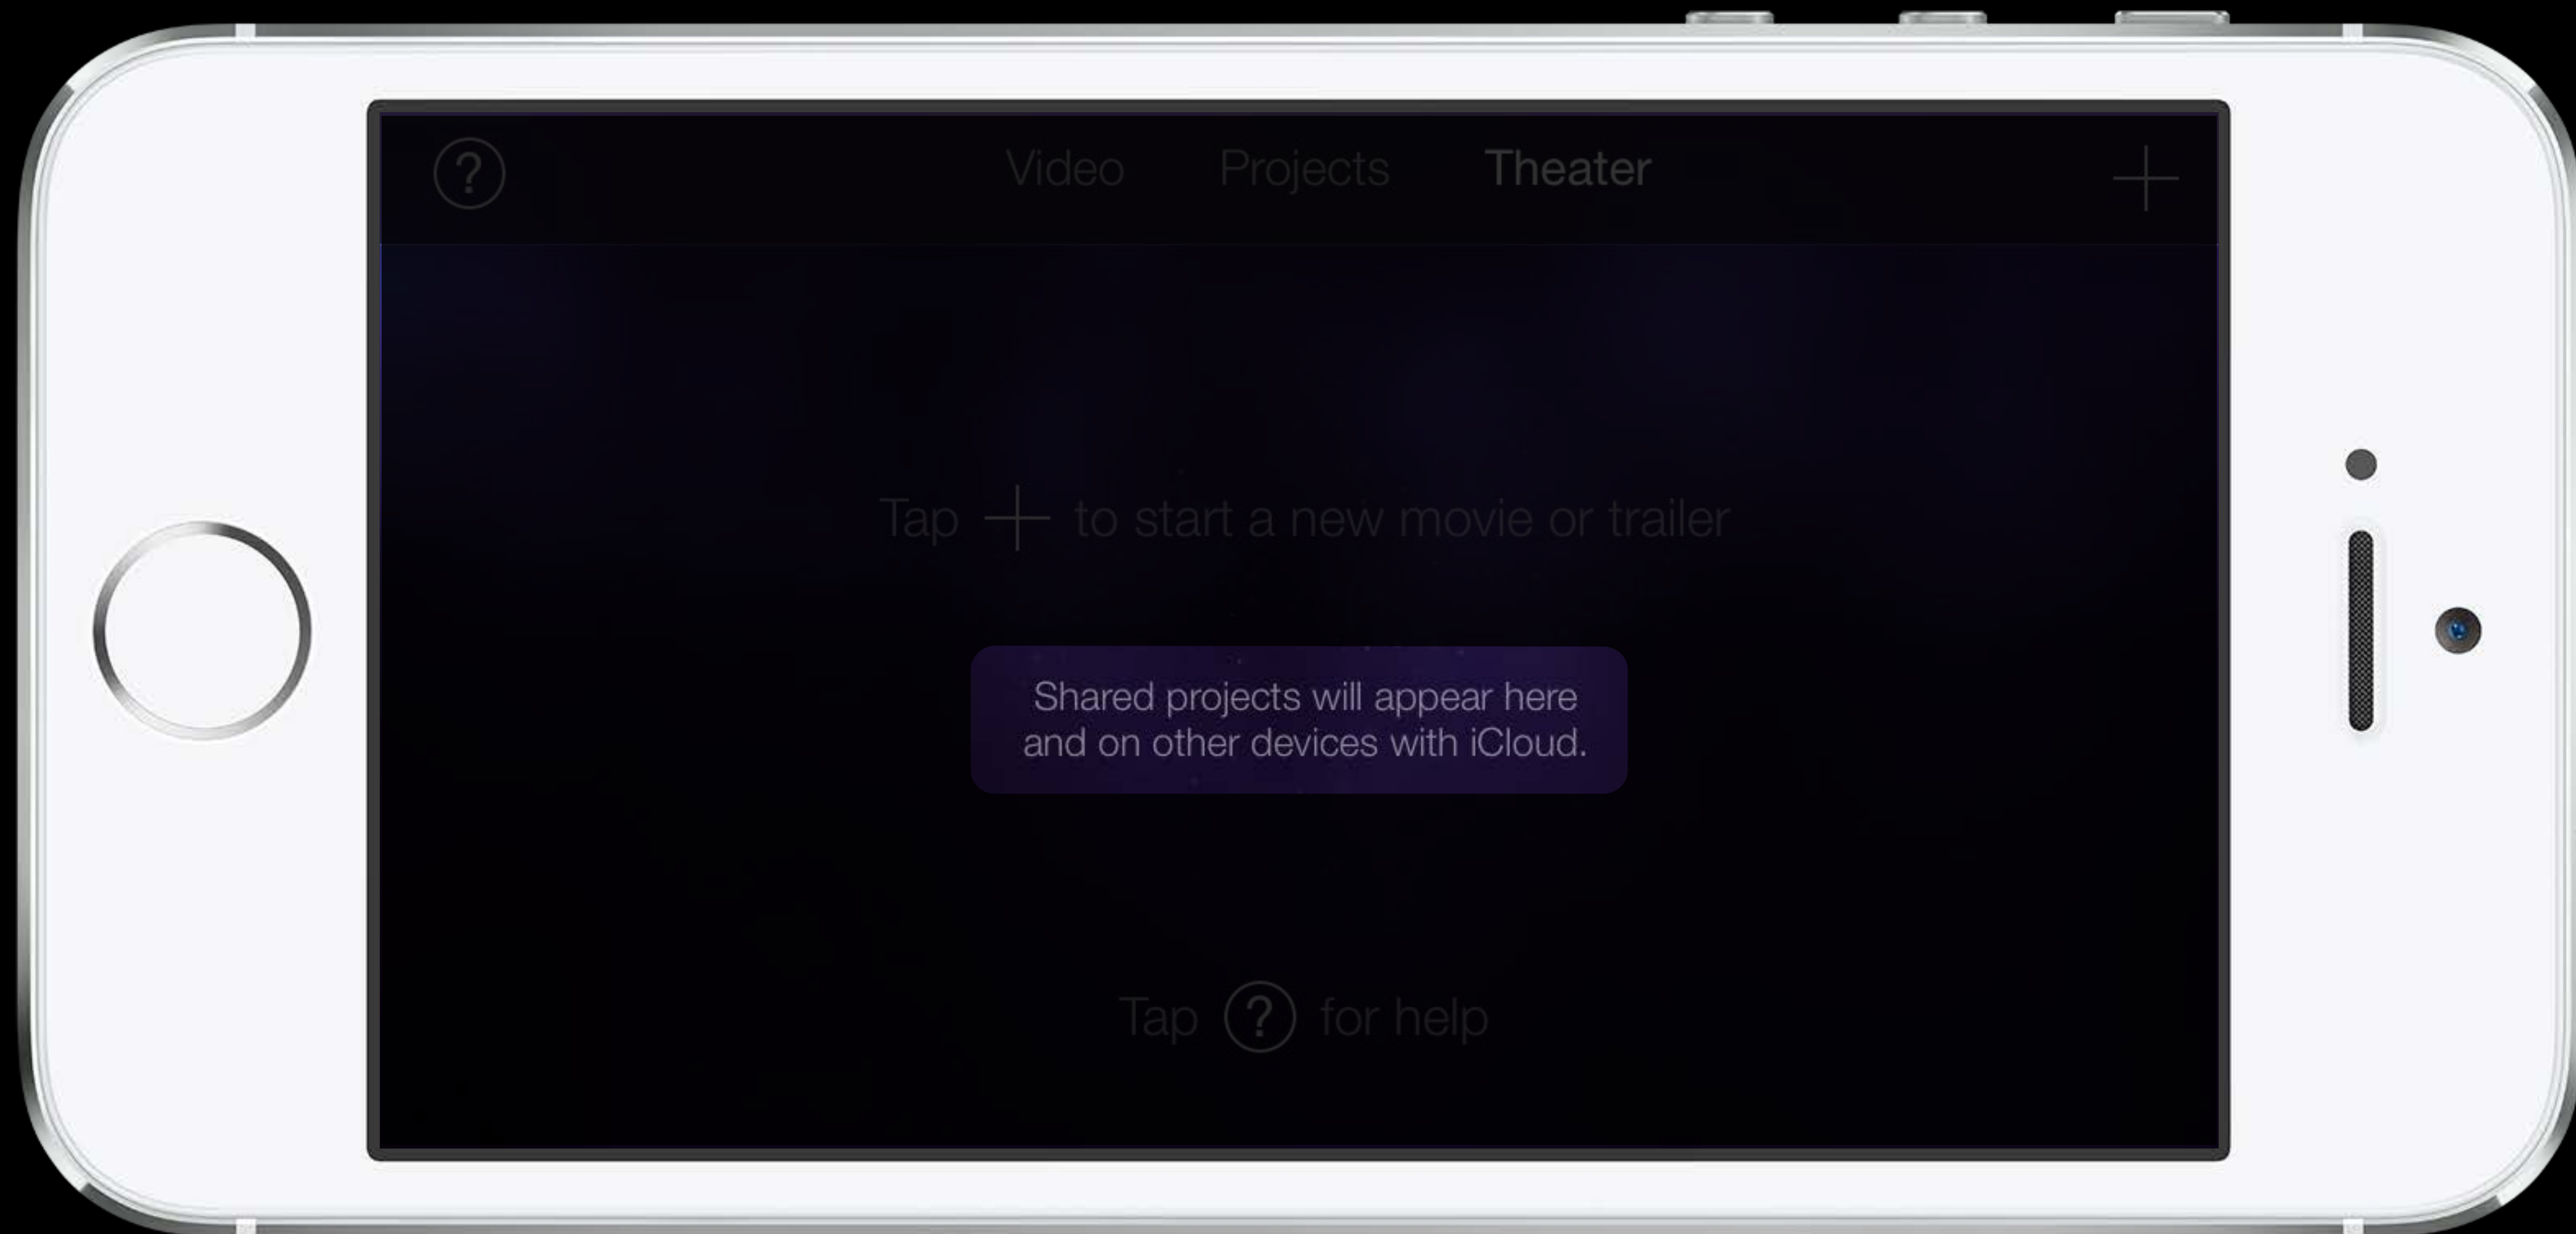 ?
Video Projects Theater
Tap + to start a new movie or trailer
Shared projects will appear here
and on other devices with iCloud.
Tap ? for help